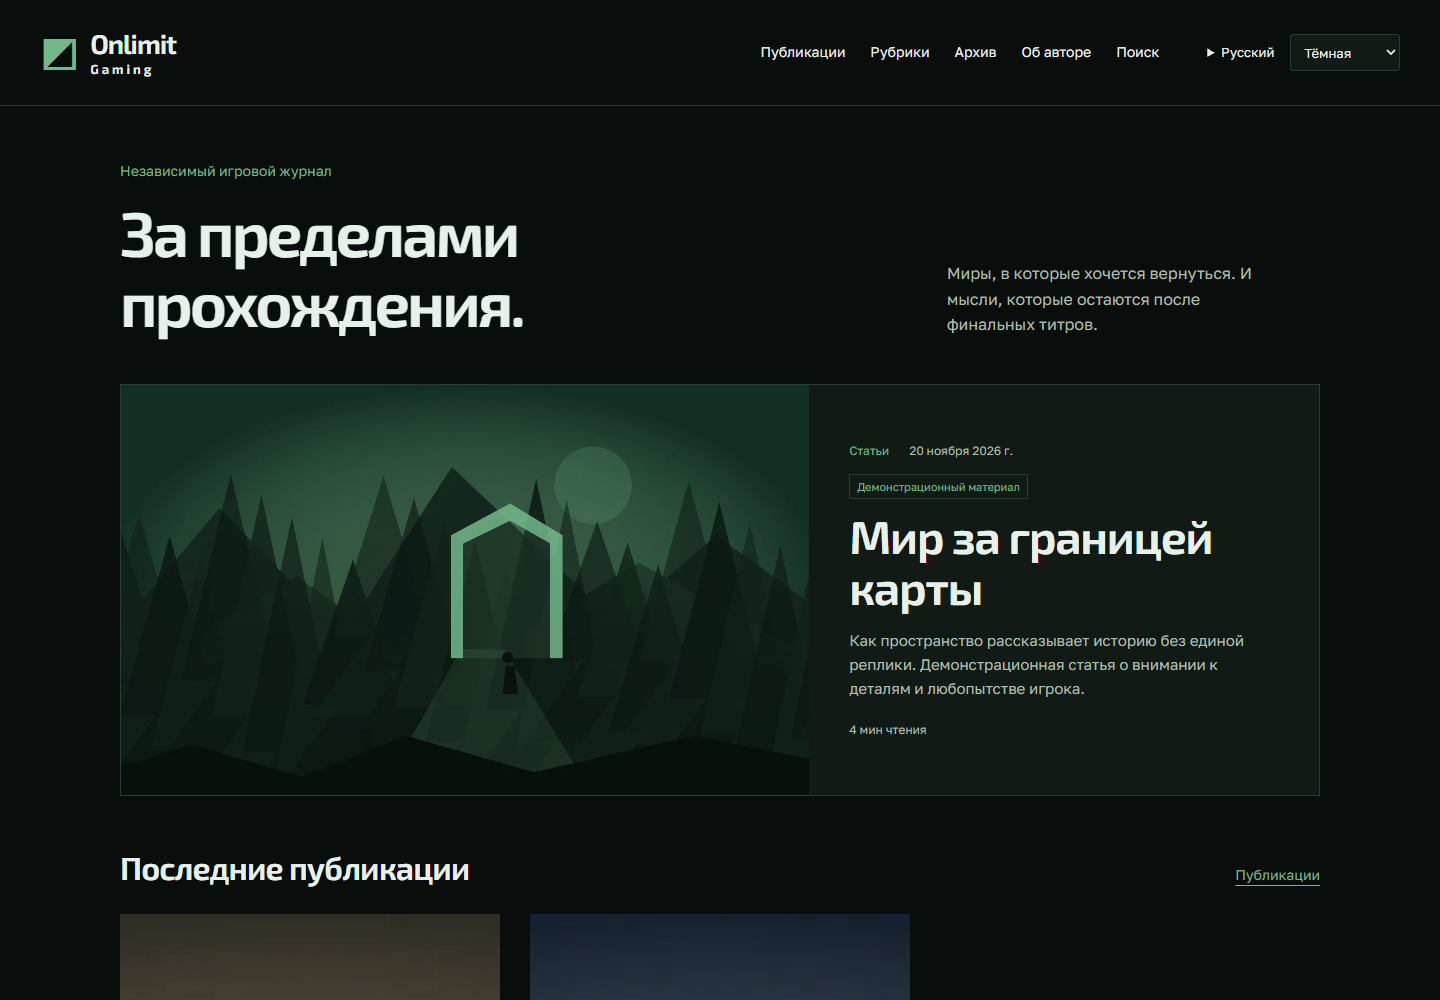 Onlimit
Gaming
Публикации
Рубрики
Архив
Об авторе
Поиск
Русский
Тёмная
Независимый игровой журнал
За пределами
прохождения.
Миры, в которые хочется вернуться. И
мысли, которые остаются после
финальных титров.
Статьи
20 ноября 2026 г.
Демонстрационный материал
Мир за границей
карты
Как пространство рассказывает историю без единой
реплики. Демонстрационная статья о внимании к
деталям и любопытстве игрока.
4 мин чтения
Последние публикации
Публикации